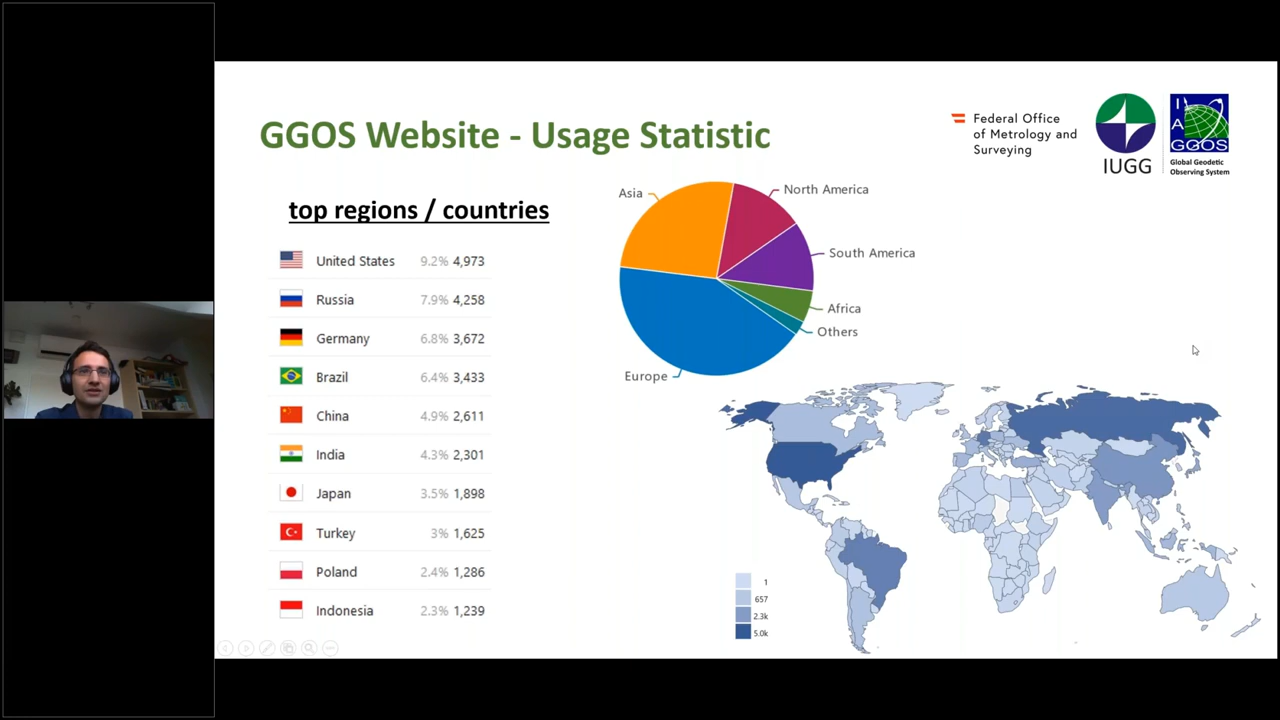 GGOS Website - Usage Statistic
Federal Office
of Metrology and
Surveying
IUGG
I
A
GGOS
Global Geodetic
Observing System
top regions / countries
United States 9.2% 4,973
Russia 7.9% 4,258
Germany 6.8% 3,672
Brazil 6.4% 3,433
China 4.9% 2,611
India 4.3% 2,301
Japan 3.5% 1,898
Turkey 3% 1,625
Poland 2.4% 1,286
Indonesia 2.3% 1,239
Asia
North America
South America
Africa
Others
Europe
1
657
2.3k
5.0k